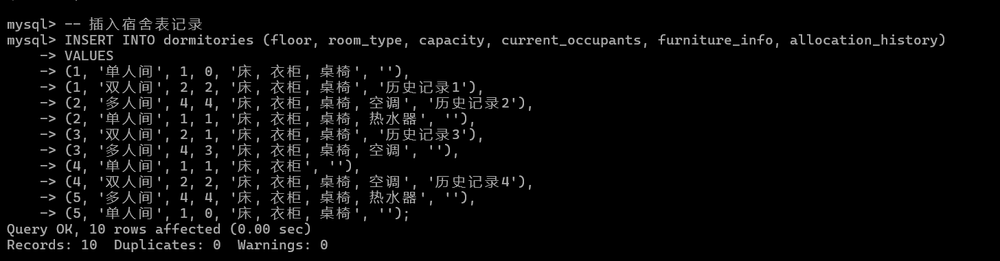 mysql> -- 插入宿舍表记录
mysql> INSERT INTO dormitories (floor, room_type, capacity, current_occupants, furniture_info, allocation_history)
    -> VALUES
    -> (1, '单人间', 1, 0, '床, 衣柜, 桌椅', ''),
    -> (1, '双人间', 2, 2, '床, 衣柜, 桌椅', '历史记录1'),
    -> (2, '多人间', 4, 4, '床, 衣柜, 桌椅, 空调', '历史记录2'),
    -> (2, '单人间', 1, 1, '床, 衣柜, 桌椅, 热水器', ''),
    -> (3, '双人间', 2, 1, '床, 衣柜, 桌椅', '历史记录3'),
    -> (3, '多人间', 4, 3, '床, 衣柜, 桌椅, 空调', ''),
    -> (4, '单人间', 1, 1, '床, 衣柜', ''),
    -> (4, '双人间', 2, 2, '床, 衣柜, 桌椅, 空调', '历史记录4'),
    -> (5, '多人间', 4, 4, '床, 衣柜, 桌椅, 热水器', ''),
    -> (5, '单人间', 1, 0, '床, 衣柜, 桌椅', '');
Query OK, 10 rows affected (0.00 sec)
Records: 10  Duplicates: 0  Warnings: 0